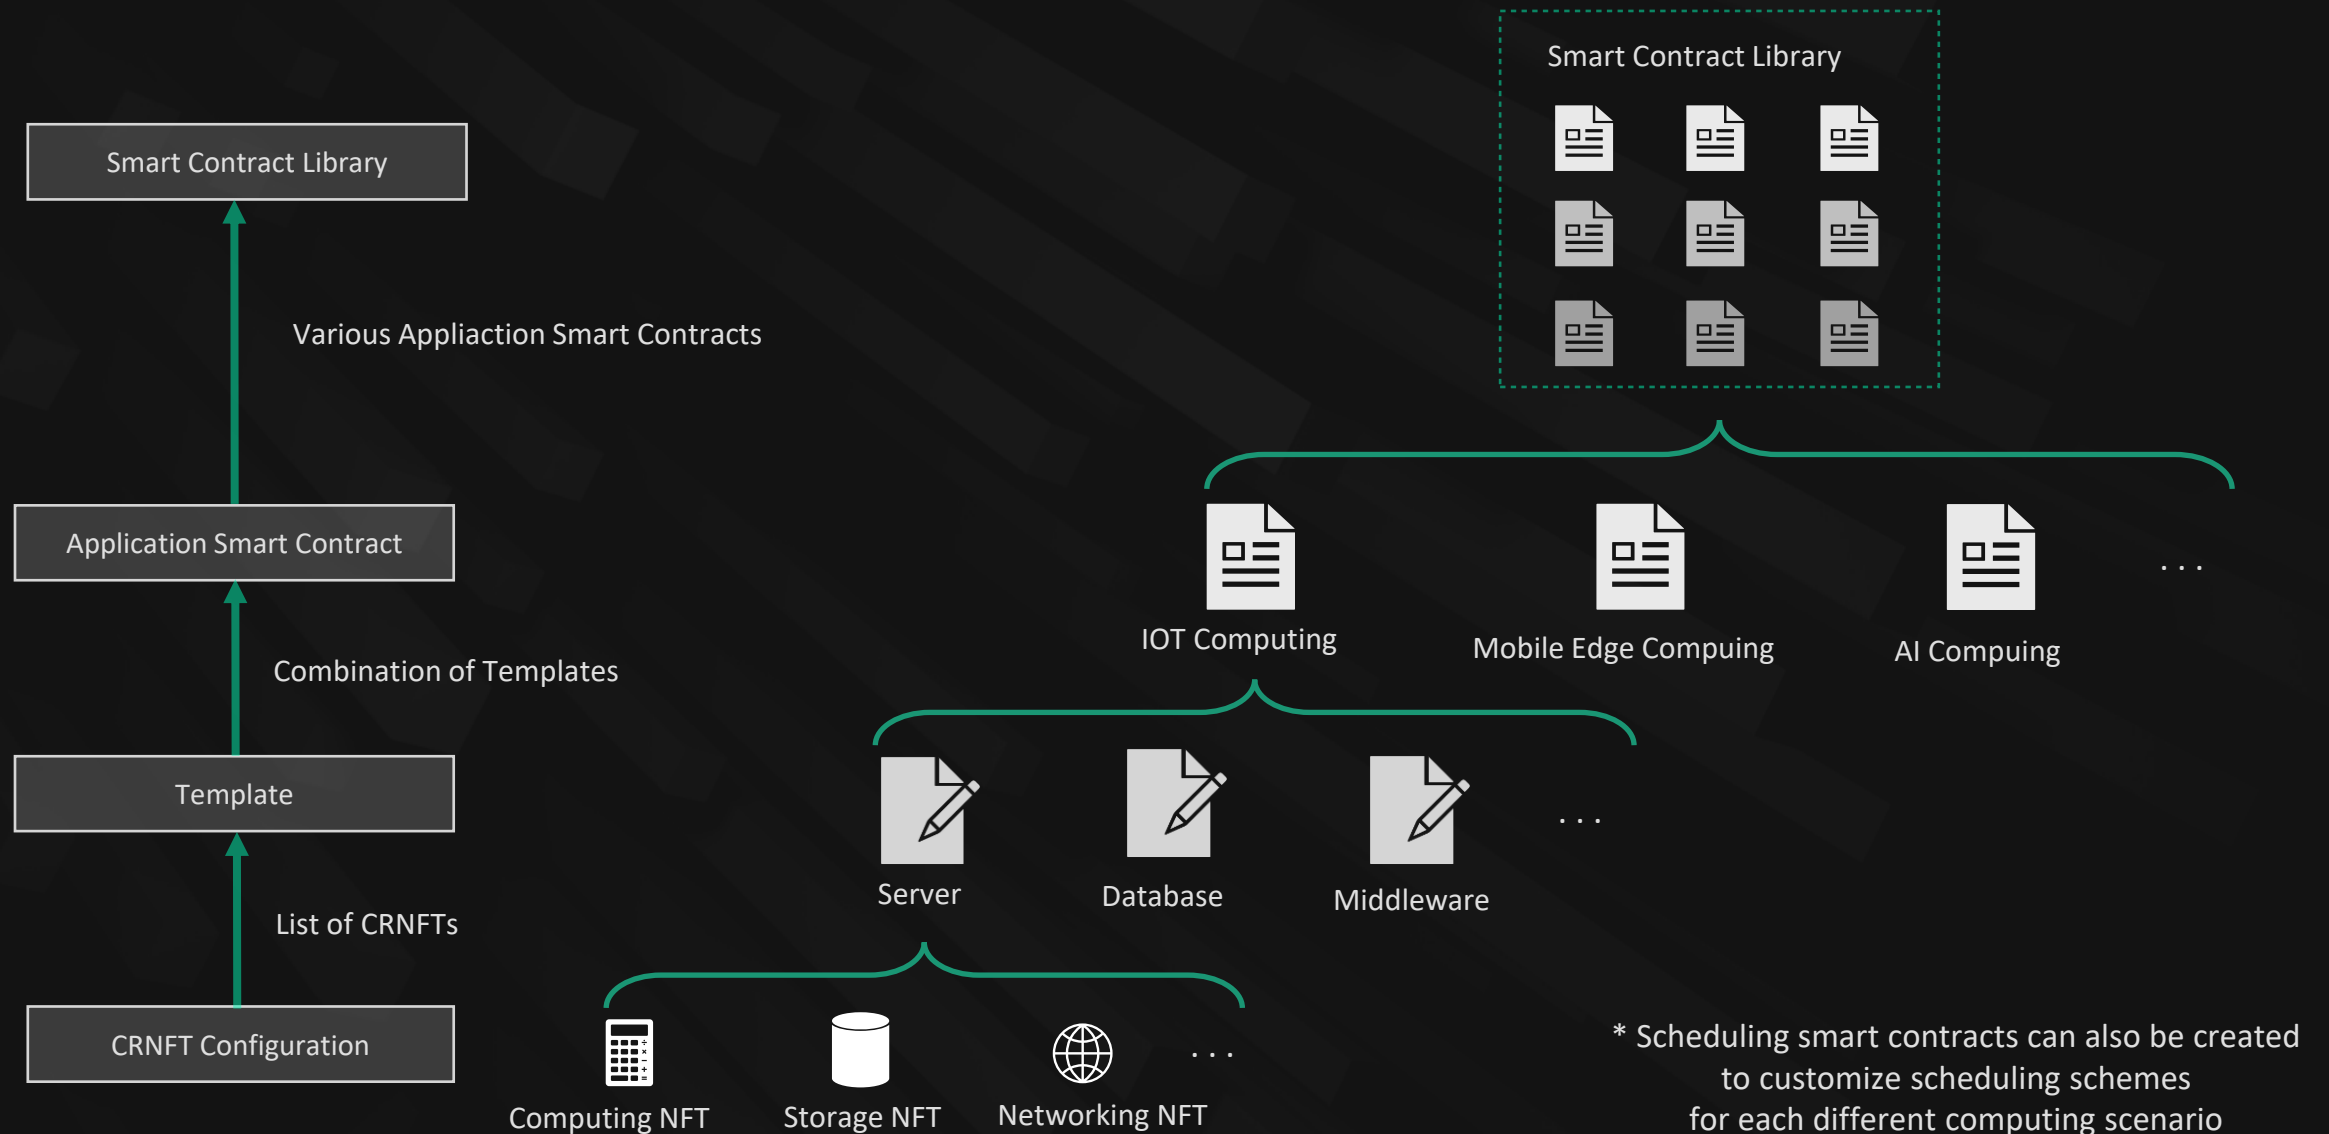 Smart Contract Library
Smart Contract Library
Various Appliaction Smart Contracts
Application Smart Contract
. . .
IOT Computing
Mobile Edge Compuing
AI Compuing
Combination of Templates
Template
. . .
Server
Database
Middleware
List of CRNFTs
CRNFT Configuration
. . .
Computing NFT
Storage NFT
Networking NFT
* Scheduling smart contracts can also be created
to customize scheduling schemes
for each different computing scenario